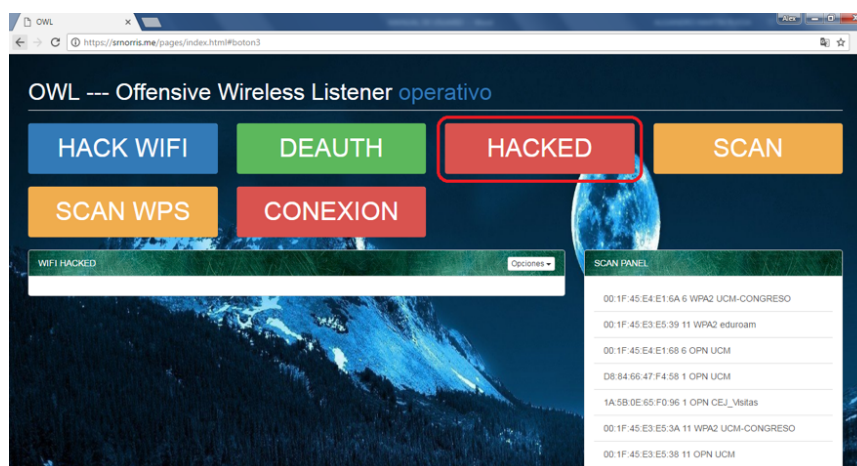 OWL
Alex
https://srnorris.me/pages/index.html#boton3
OWL --- Offensive Wireless Listener operativo
HACK WIFI DEAUTH HACKED SCAN
SCAN WPS CONEXION
WIFI HACKED Opciones
SCAN PANEL
00:1F:45:E4:E1:6A 6 WPA2 UCM-CONGRESO
00:1F:45:E3:E5:39 11 WPA2 eduroam
00:1F:45:E4:E1:68 6 OPN UCM
D8:84:66:47:F4:58 1 OPN UCM
1A:5B:0E:65:F0:96 1 OPN CEJ_Visitas
00:1F:45:E3:E5:3A 11 WPA2 UCM-CONGRESO
00:1F:45:E3:E5:38 11 OPN UCM